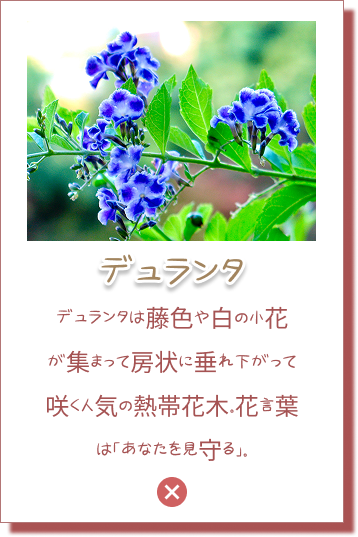 デュランタ
デュランタは藤色や白の小花
が集まって房状に垂れ下がって
咲く人気の熱帯花木。花言葉
は「あなたを見守る」。